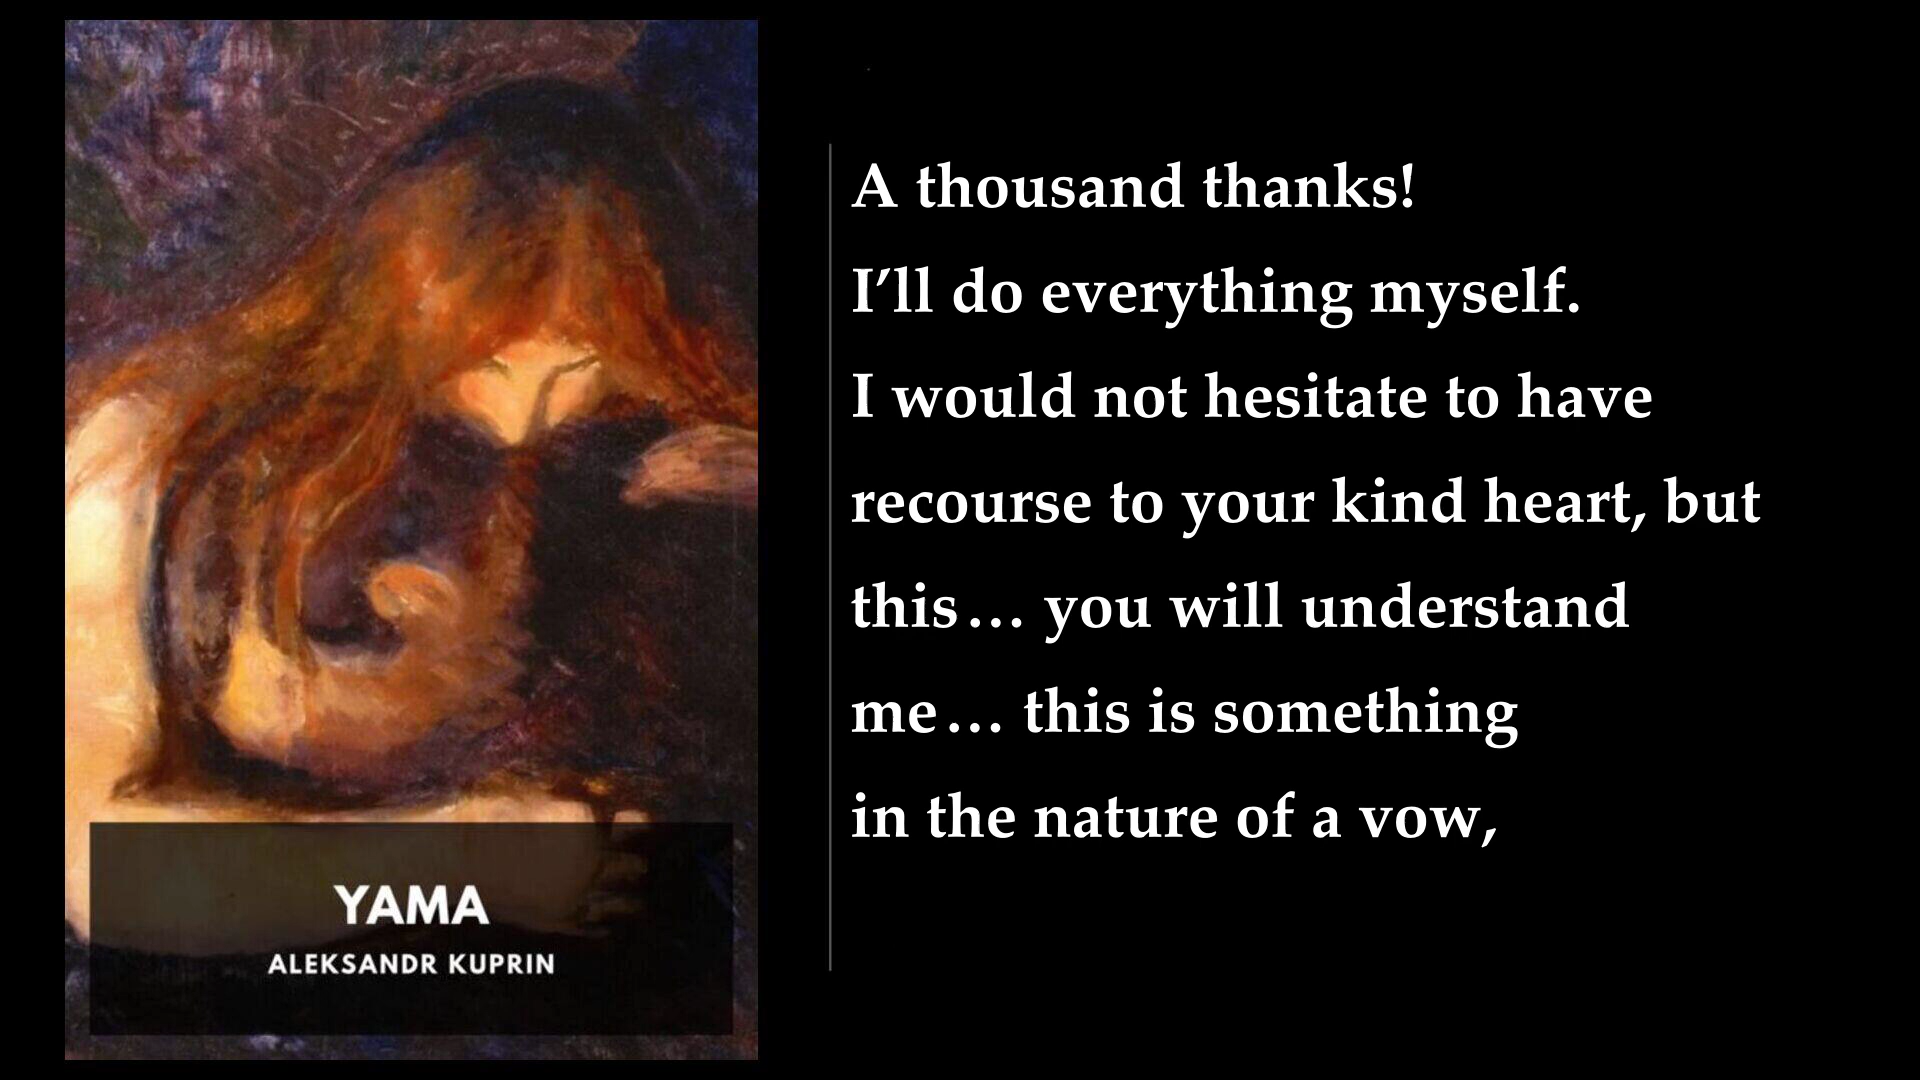 A thousand thanks!
I’ll do everything myself.
I would not hesitate to have
recourse to your kind heart, but
this… you will understand
me… this is something
in the nature of a vow,
YAMA
ALEKSANDR KUPRIN